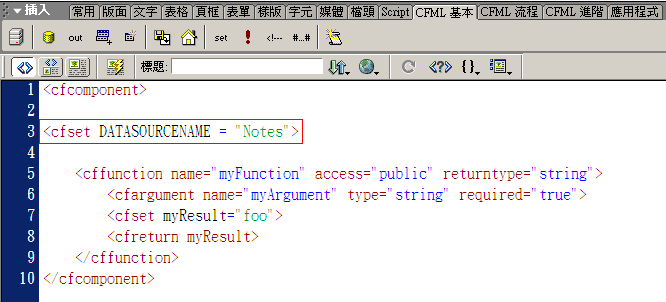 插入 常用 版面 文字 表格 頁框 表單 樣版 字元 媒體 檔頭 Script CFML 基本 CFML 流程 CFML 進階 應用程式
out set ! <!-- #...#
標題: <?> {}
1 <cfcomponent>
2
3 <cfset DATASOURCENAME = "Notes">
4
5 <cffunction name="myFunction" access="public" returntype="string">
6 <cfargument name="myArgument" type="string" required="true">
7 <cfset myResult="foo">
8 <cfreturn myResult>
9 </cffunction>
10 </cfcomponent>